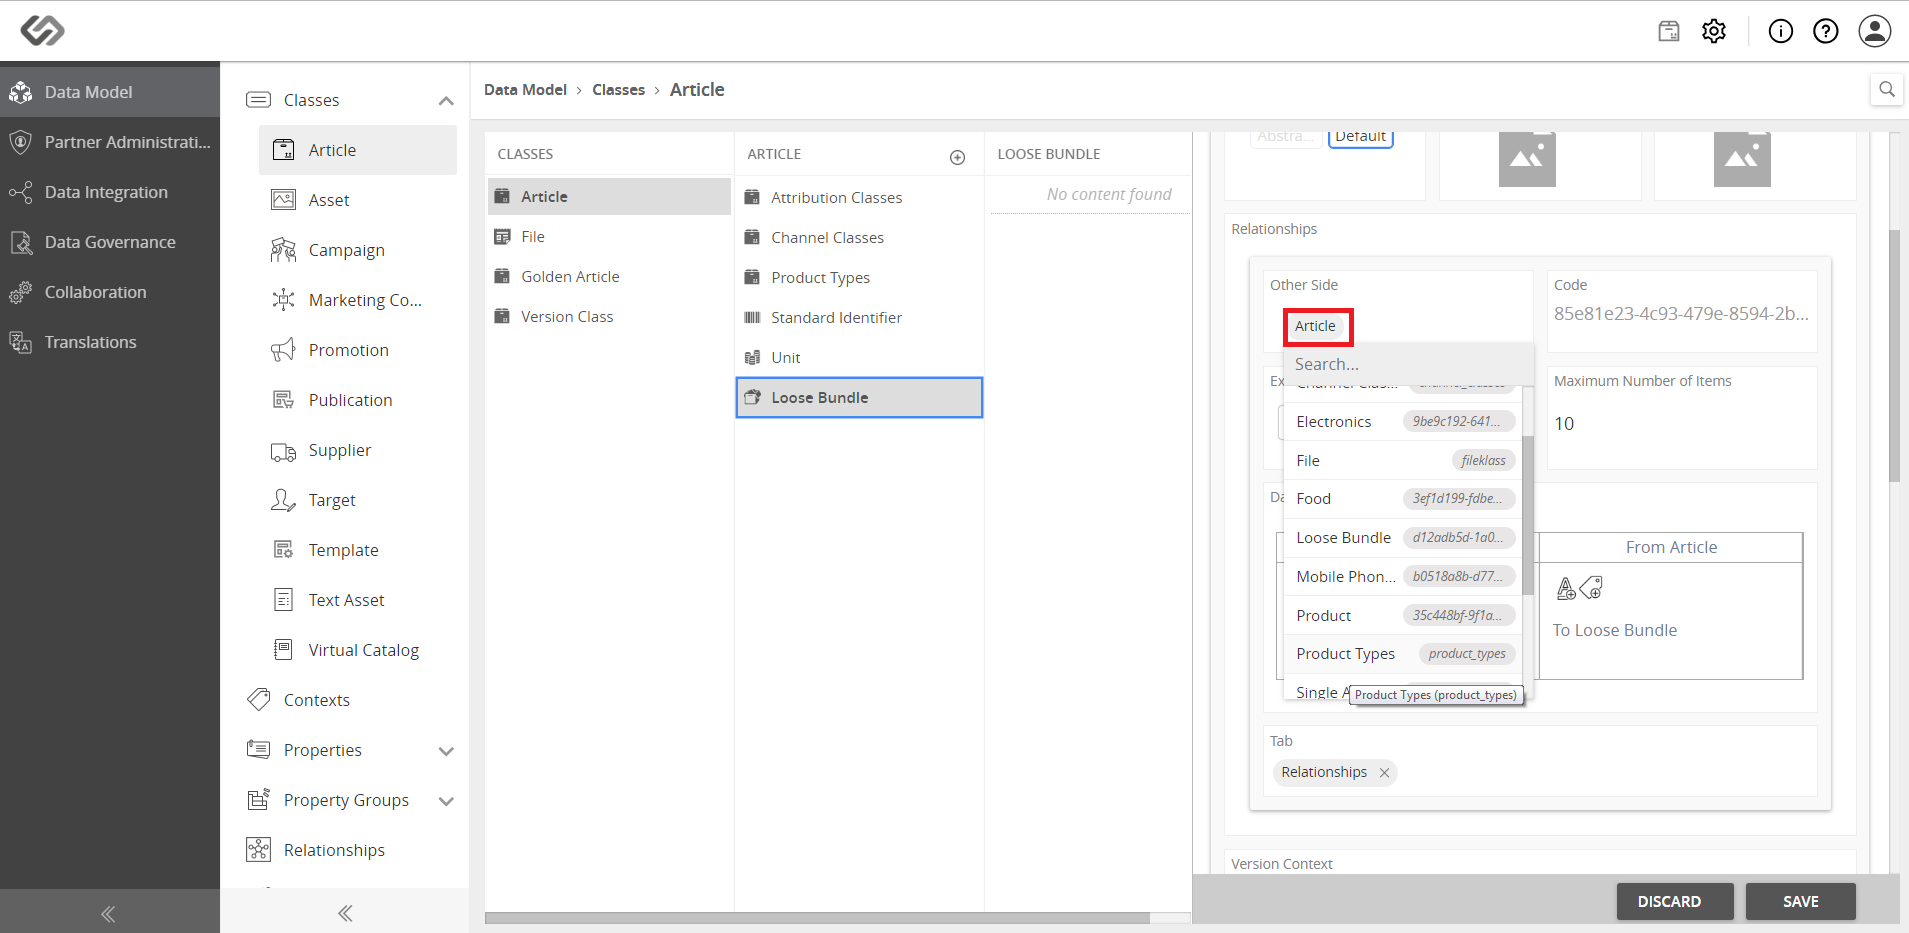 Data Model
Partner Administrati...
Data Integration
Data Governance
Collaboration
Translations
Classes
Article
Asset
Campaign
Marketing Co...
Promotion
Publication
Supplier
Target
Template
Text Asset
Virtual Catalog
Contexts
Properties
Property Groups
Relationships
Data Model > Classes > Article
CLASSES
Article
File
Golden Article
Version Class
ARTICLE
Attribution Classes
Channel Classes
Product Types
Standard Identifier
Unit
Loose Bundle
LOOSE BUNDLE
No content found
Abstra... Default
Relationships
Other Side
Article
Code
85e81e23-4c93-479e-8594-2b...
Search...
Ex
Maximum Number of Items
10
Channel Clas... channel_classes
Electronics 9be9c192-641...
File fileklass
Food 3ef1d199-fdbe...
Loose Bundle d12adb5d-1a0...
Mobile Phon... b0518a8b-d77...
Product 35c448bf-9f1a...
Product Types product_types
Single A
Product Types (product_types)
Da
From Article
To Loose Bundle
Tab
Relationships ×
Version Context
DISCARD SAVE